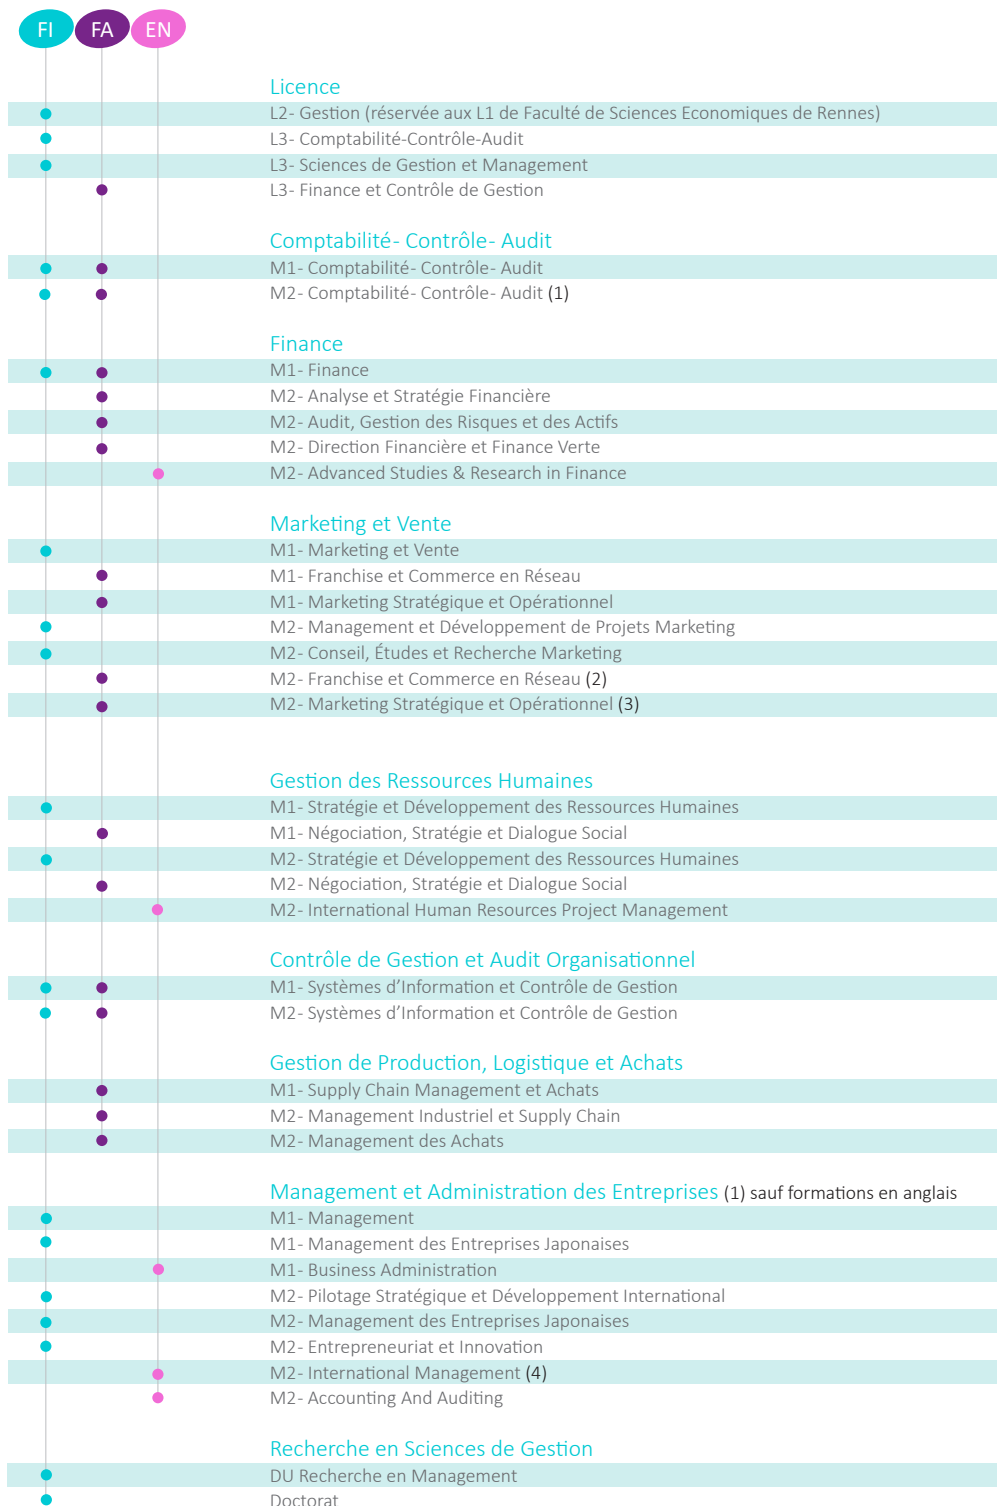 FI FA EN
Licence
L2- Gestion (réservée aux L1 de Faculté de Sciences Economiques de Rennes)
L3- Comptabilité-Contrôle-Audit
L3- Sciences de Gestion et Management
L3- Finance et Contrôle de Gestion
Comptabilité- Contrôle- Audit
M1- Comptabilité- Contrôle- Audit
M2- Comptabilité- Contrôle- Audit (1)
Finance
M1- Finance
M2- Analyse et Stratégie Financière
M2- Audit, Gestion des Risques et des Actifs
M2- Direction Financière et Finance Verte
M2- Advanced Studies & Research in Finance
Marketing et Vente
M1- Marketing et Vente
M1- Franchise et Commerce en Réseau
M1- Marketing Stratégique et Opérationnel
M2- Management et Développement de Projets Marketing
M2- Conseil, Études et Recherche Marketing
M2- Franchise et Commerce en Réseau (2)
M2- Marketing Stratégique et Opérationnel (3)
Gestion des Ressources Humaines
M1- Stratégie et Développement des Ressources Humaines
M1- Négociation, Stratégie et Dialogue Social
M2- Stratégie et Développement des Ressources Humaines
M2- Négociation, Stratégie et Dialogue Social
M2- International Human Resources Project Management
Contrôle de Gestion et Audit Organisationnel
M1- Systèmes d’Information et Contrôle de Gestion
M2- Systèmes d’Information et Contrôle de Gestion
Gestion de Production, Logistique et Achats
M1- Supply Chain Management et Achats
M2- Management Industriel et Supply Chain
M2- Management des Achats
Management et Administration des Entreprises (1) sauf formations en anglais
M1- Management
M1- Management des Entreprises Japonaises
M1- Business Administration
M2- Pilotage Stratégique et Développement International
M2- Management des Entreprises Japonaises
M2- Entrepreneuriat et Innovation
M2- International Management (4)
M2- Accounting And Auditing
Recherche en Sciences de Gestion
DU Recherche en Management
Doctorat